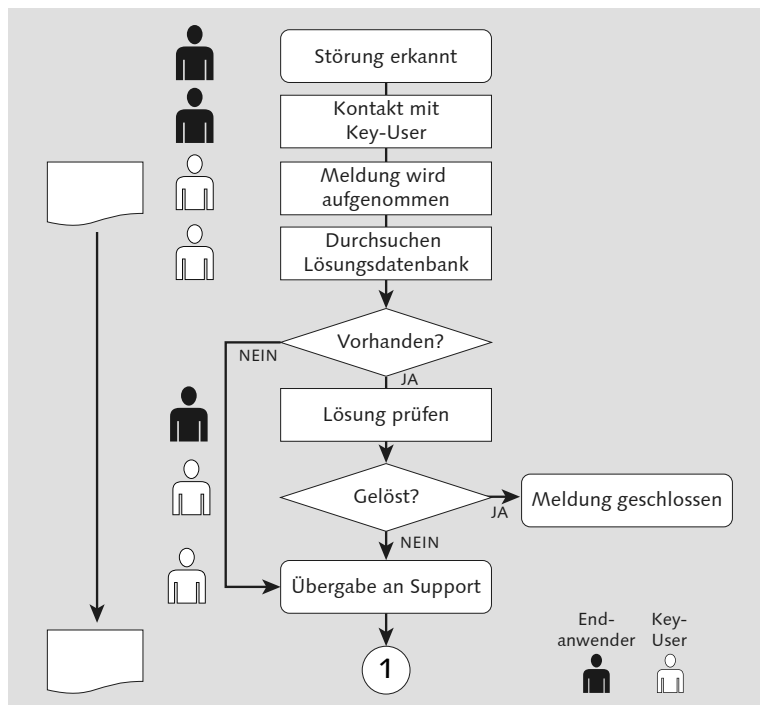 Störung erkannt
Kontakt mit
Key-User
Meldung wird
aufgenommen
Durchsuchen
Lösungsdatenbank
Vorhanden?
NEIN
JA
Lösung prüfen
Gelöst?
JA
Meldung geschlossen
NEIN
Übergabe an Support
1
End-
anwender
Key-
User